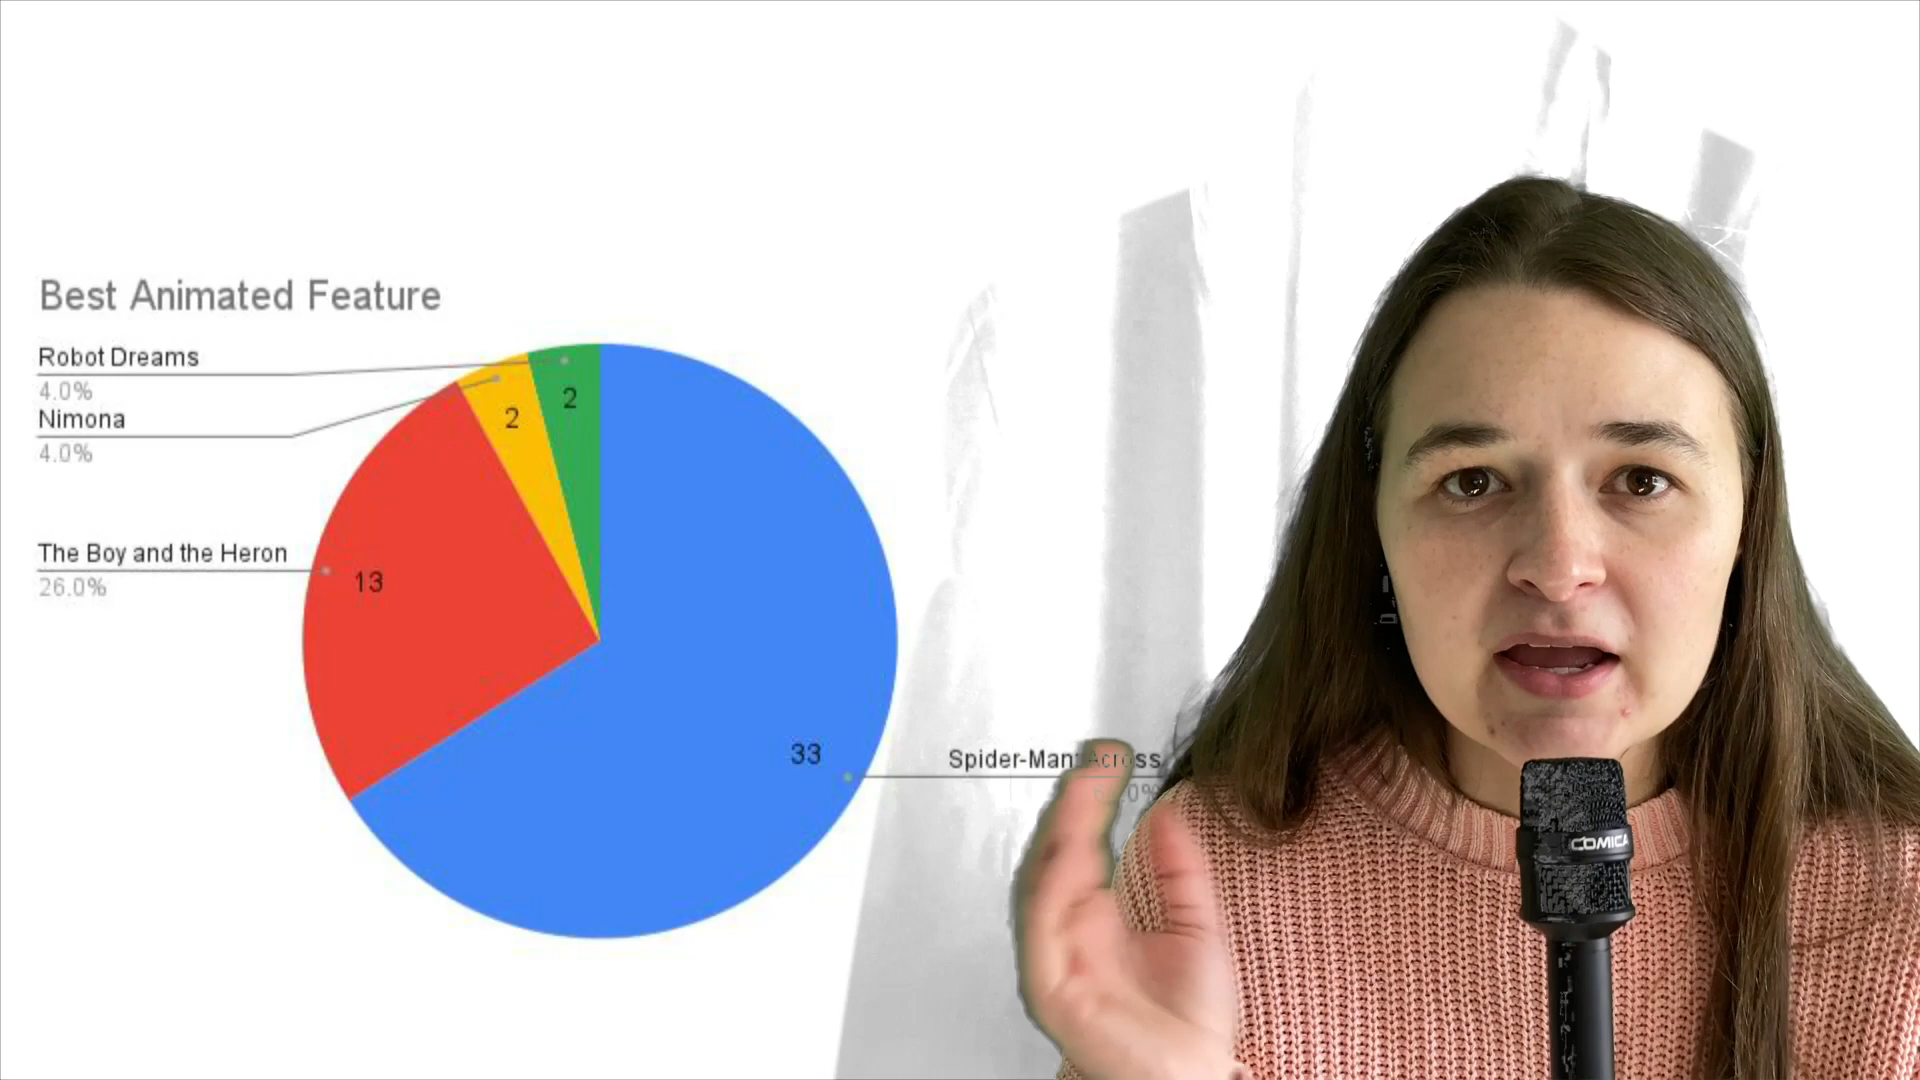 Best Animated Feature
Robot Dreams
4.0%
Nimona
4.0%
The Boy and the Heron
26.0%
2
2
13
33
Spider-Man: Across
COMICA